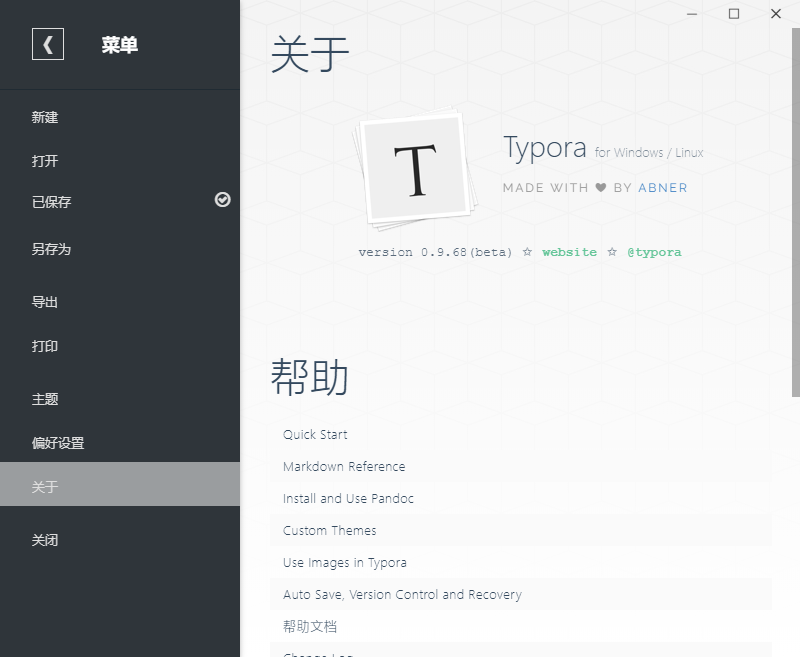 菜单
新建
打开
已保存
另存为
导出
打印
主题
偏好设置
关于
关闭
关于
T
Typora for Windows / Linux
MADE WITH ❤ BY ABNER
version 0.9.68(beta) ☆ website ☆ @typora
帮助
Quick Start
Markdown Reference
Install and Use Pandoc
Custom Themes
Use Images in Typora
Auto Save, Version Control and Recovery
帮助文档
Change Log